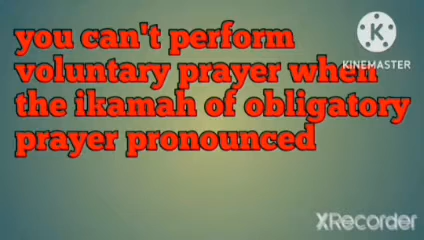 you can't perform
voluntary prayer when
the ikamah of obligatory
prayer pronounced
KINEMASTER
XRecorder